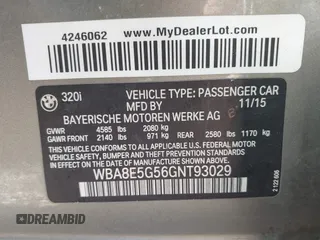 4246062
www.MyDealerLot.com
320i
VEHICLE TYPE: PASSENGER CAR
MFD BY:
11/15
BAYERISCHE MOTOREN WERKE AG
GVWR 4585 lbs 2080 kg
GAWR FRONT 2140 lbs 971 kg REAR 2580 lbs 1170 kg
THIS VEHICLE CONFORMS TO ALL APPLICABLE
FEDERAL MOTOR VEHICLE SAFETY, BUMPER,
AND THEFT PREVENTION STANDARDS
IN EFFECT ON THE DATE OF MANUFACTURE
SHOWN ABOVE.
WBA8E5G56GNT93029
DREAMBID